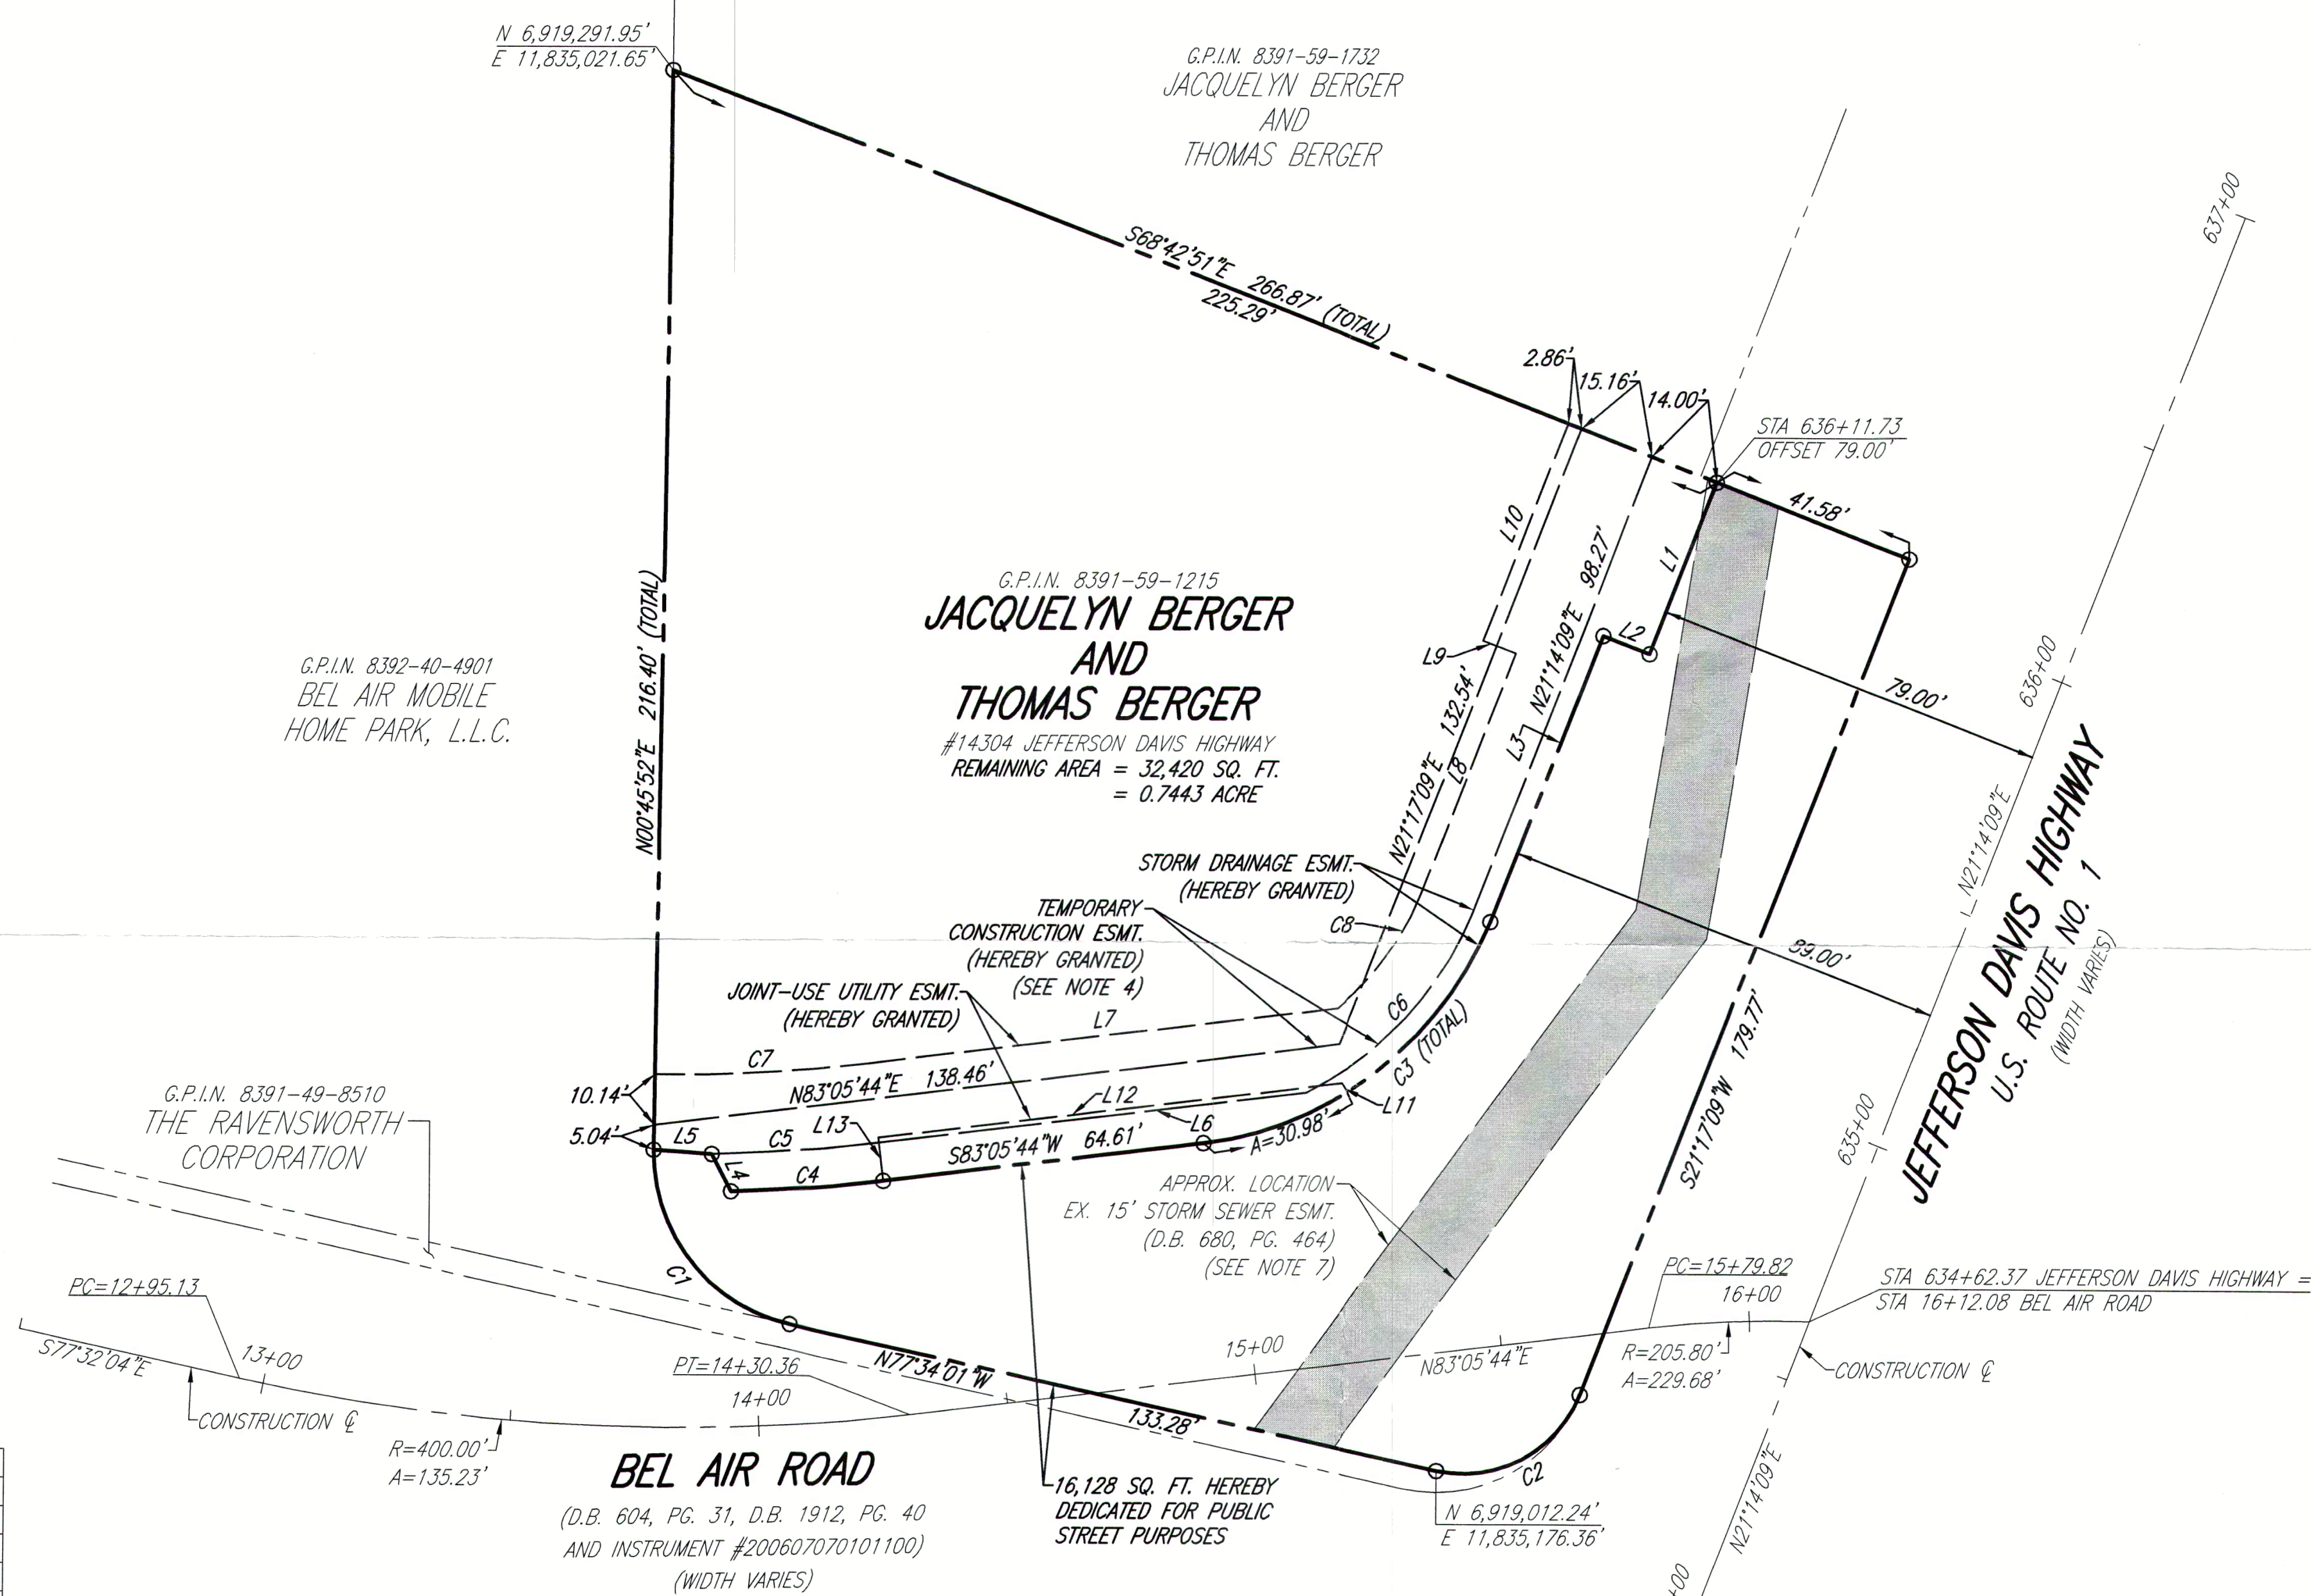 N 6,919,291.95'
E 11,835,021.65'
G.P.I.N. 8391-59-1732
JACQUELYN BERGER
AND
THOMAS BERGER
637+00
S68°42'51"E 266.87' (TOTAL)
225.29'
2.86'
15.16'
14.00'
STA 636+11.73
OFFSET 79.00'
41.58'
L10
L1
98.27'
N21°14'09"E
L2
L9
L3
132.54'
N21°17'09"E
L8
79.00'
636+00
N00°45'52"E 216.40' (TOTAL)
G.P.I.N. 8392-40-4901
BEL AIR MOBILE
HOME PARK, L.L.C.
G.P.I.N. 8391-59-1215
JACQUELYN BERGER
AND
THOMAS BERGER
#14304 JEFFERSON DAVIS HIGHWAY
REMAINING AREA = 32,420 SQ. FT.
= 0.7443 ACRE
N21°14'09"E
JEFFERSON DAVIS HIGHWAY
U.S. ROUTE NO. 1
(WIDTH VARIES)
STORM DRAINAGE ESMT.
(HEREBY GRANTED)
TEMPORARY
CONSTRUCTION ESMT.
(HEREBY GRANTED)
(SEE NOTE 4)
C8
89.00'
JOINT-USE UTILITY ESMT.
(HEREBY GRANTED)
L7
C6
C3 (TOTAL)
C7
N83°05'44"E 138.46'
10.14'
5.04'
L5
L13
C5
L12
L6
L11
L4
C4
S83°05'44"W 64.61'
A=30.98'
S21°17'09"W 179.77'
635+00
G.P.I.N. 8391-49-8510
THE RAVENSWORTH
CORPORATION
APPROX. LOCATION
EX. 15' STORM SEWER ESMT.
(D.B. 680, PG. 464)
(SEE NOTE 7)
C1
PC=12+95.13
S77°32'04"E
13+00
CONSTRUCTION ℄
PT=14+30.36
14+00
N77°34'01"W
133.28'
15+00
N83°05'44"E
PC=15+79.82
16+00
STA 634+62.37 JEFFERSON DAVIS HIGHWAY =
STA 16+12.08 BEL AIR ROAD
R=205.80'
A=229.68'
CONSTRUCTION ℄
R=400.00'
A=135.23'
BEL AIR ROAD
(D.B. 604, PG. 31, D.B. 1912, PG. 40
AND INSTRUMENT #200607070101100)
(WIDTH VARIES)
16,128 SQ. FT. HEREBY
DEDICATED FOR PUBLIC
STREET PURPOSES
C2
N 6,919,012.24'
E 11,835,176.36'
N21°14'09"E
+00